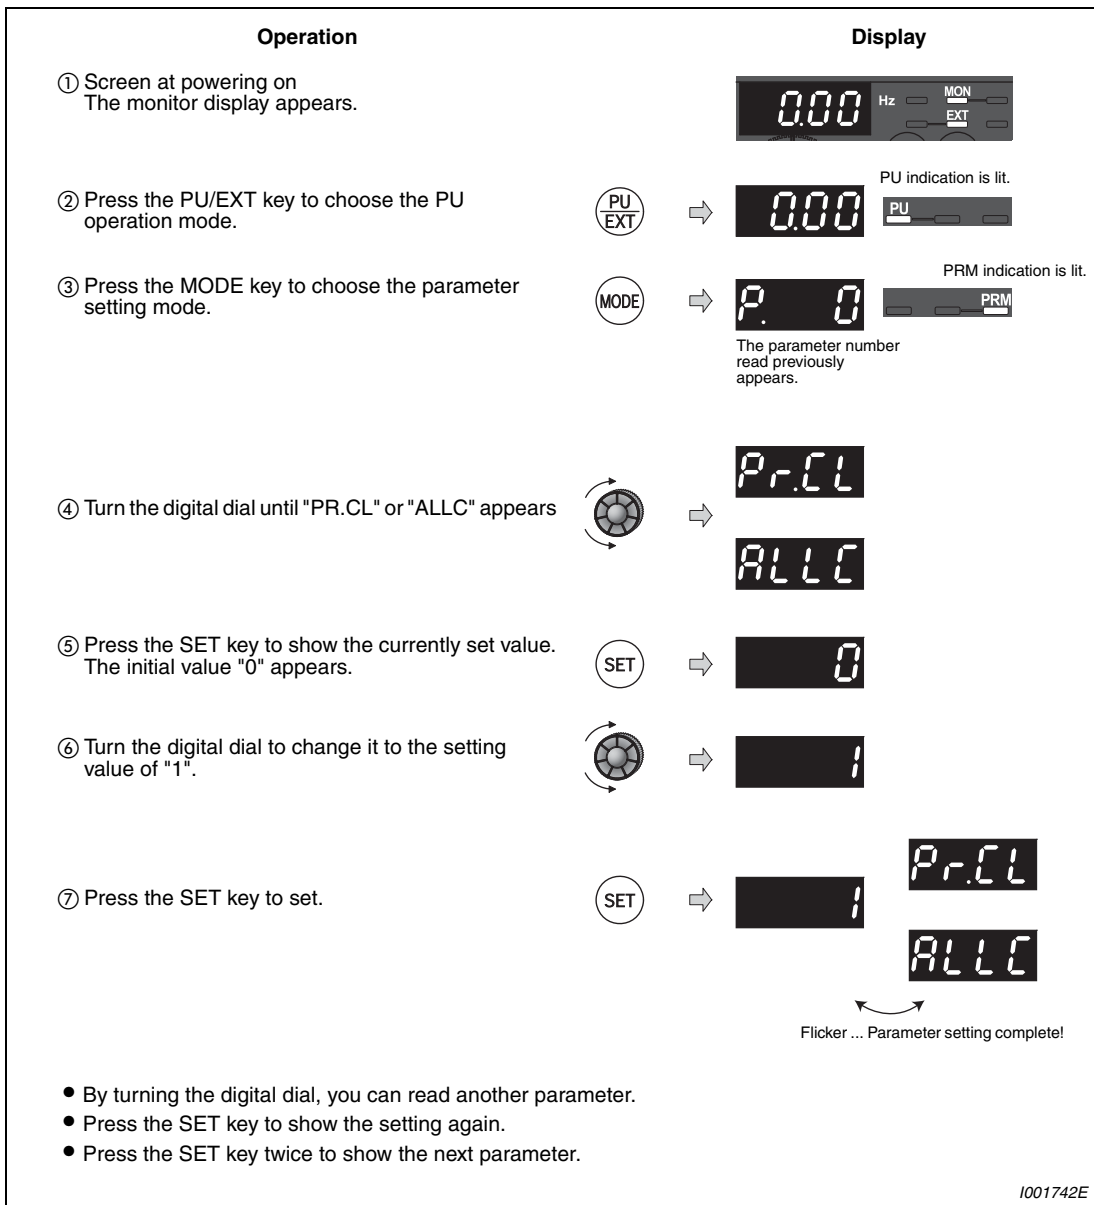 Operation
Display
① Screen at powering on
The monitor display appears.
0.00 Hz MON
EXT
② Press the PU/EXT key to choose the PU
operation mode.
PU
EXT
0.00
PU indication is lit.
PU
③ Press the MODE key to choose the parameter
setting mode.
MODE
P. 0
PRM indication is lit.
PRM
The parameter number
read previously
appears.
④ Turn the digital dial until "PR.CL" or "ALLC" appears
Pr.CL
ALLC
⑤ Press the SET key to show the currently set value.
The initial value "0" appears.
SET
0
⑥ Turn the digital dial to change it to the setting
value of "1".
1
⑦ Press the SET key to set.
SET
1
Pr.CL
ALLC
Flicker ... Parameter setting complete!
• By turning the digital dial, you can read another parameter.
• Press the SET key to show the setting again.
• Press the SET key twice to show the next parameter.
I001742E